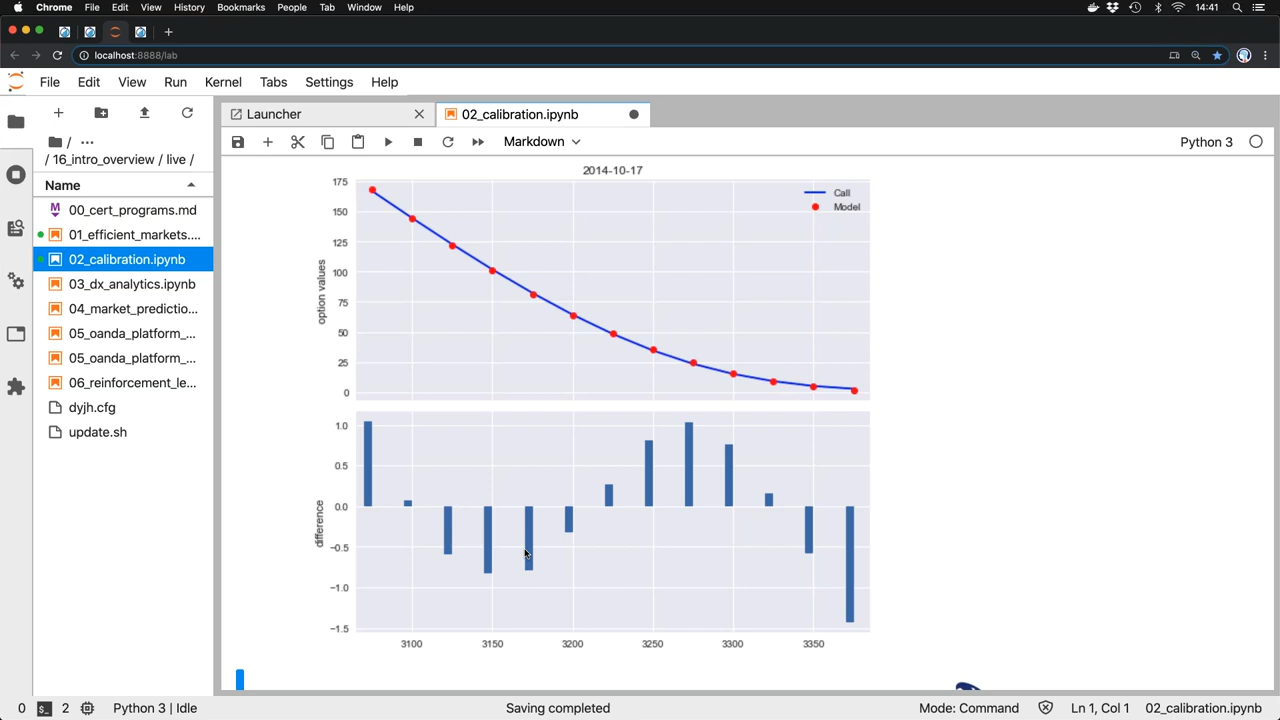 Chrome File Edit View History Bookmarks People Tab Window Help 14:41
localhost:8888/lab
File Edit View Run Kernel Tabs Settings Help
Launcher 02_calibration.ipynb
Markdown Python 3
/ ...
/ 16_intro_overview / live /
Name
00_cert_programs.md
01_efficient_markets....
02_calibration.ipynb
03_dx_analytics.ipynb
04_market_predictio...
05_oanda_platform_...
05_oanda_platform_...
06_reinforcement_le...
dyjh.cfg
update.sh
2014-10-17
175
150
125
100
75
50
25
0
option values
Call
Model
1.0
0.5
0.0
−0.5
−1.0
−1.5
difference
3100 3150 3200 3250 3300 3350
0 2 Python 3 | Idle Saving completed Mode: Command Ln 1, Col 1 02_calibration.ipynb